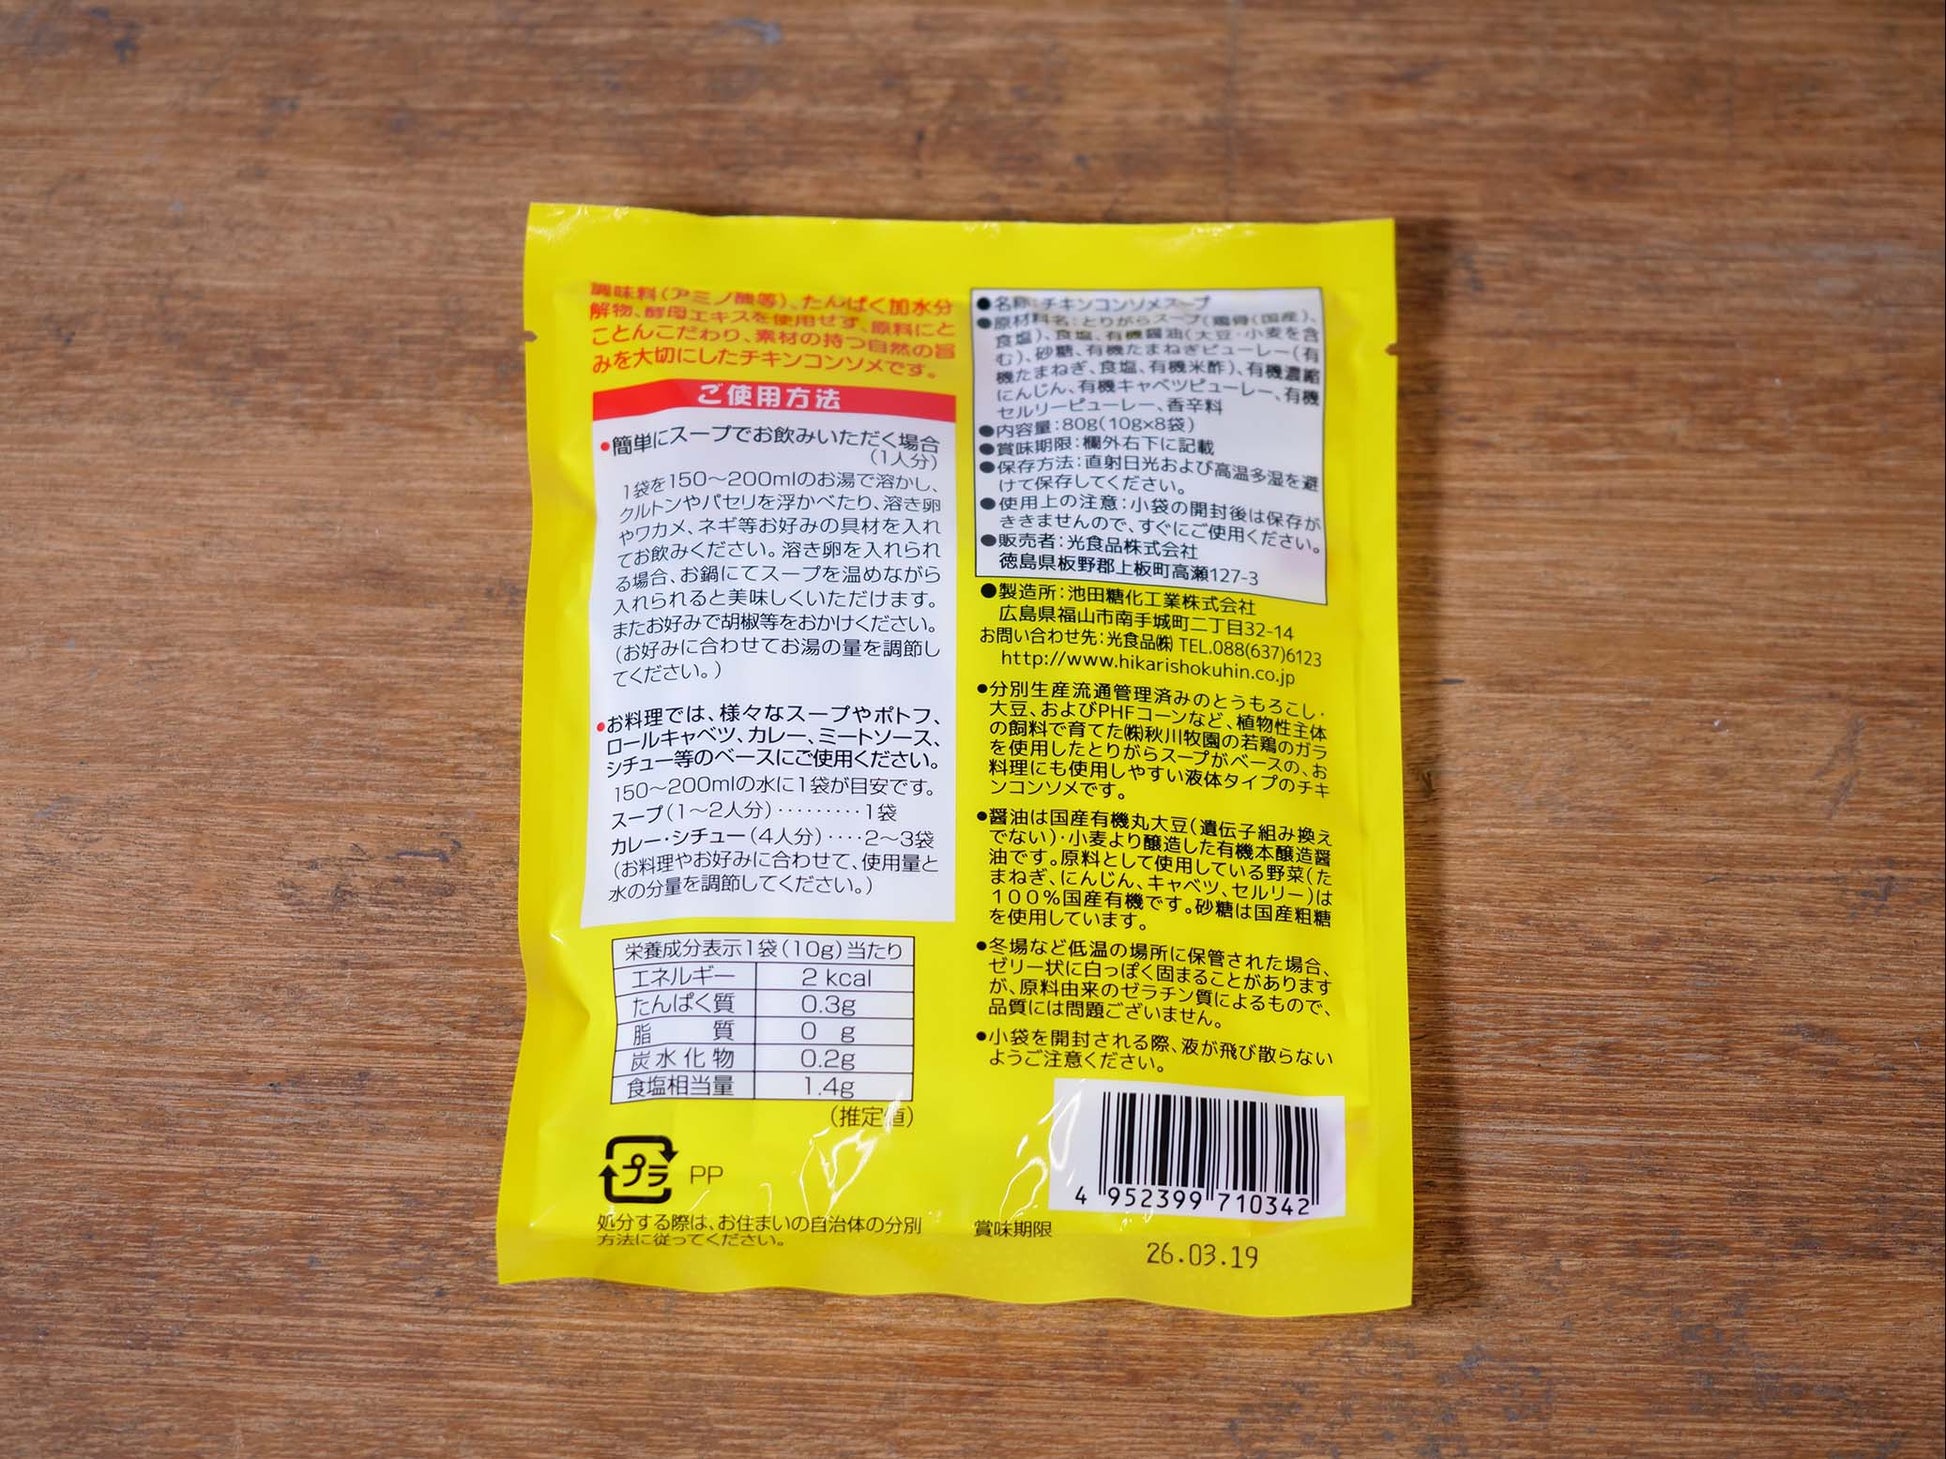 調味料(アミノ酸等)、たんぱく加水分
解物、酵母エキスを使用せず、原料にと
ことんこだわり、素材の持つ自然の旨
みを大切にしたチキンコンソメです。
ご使用方法
●簡単にスープでお飲みいただく場合
(1人分)
1袋を150〜200mlのお湯で溶かし、
クルトンやパセリを浮かべたり、溶き卵
やワカメ、ネギ等お好みの具材を入れ
てお飲みください。溶き卵を入れられ
る場合、お鍋にてスープを温めながら
入れられると美味しくいただけます。
またお好みで胡椒等をおかけください。
(お好みに合わせてお湯の量を調節し
てください。)
●お料理では、様々なスープやポトフ、
ロールキャベツ、カレー、ミートソース、
シチュー等のベースにご使用ください。
150〜200mlの水に1袋が目安です。
スープ(1〜2人分)・・・・・・・・・1袋
カレー・シチュー(4人分)・・・・2〜3袋
(お料理やお好みに合わせて、使用量と
水の分量を調節してください。)
栄養成分表示1袋(10g)当たり
エネルギー 2 kcal
たんぱく質 0.3g
脂質 0 g
炭水化物 0.2g
食塩相当量 1.4g
(推定値)
プラ PP
処分する際は、お住まいの自治体の分別
方法に従ってください。
●名称:チキンコンソメスープ
●原材料名:とりがらスープ(鶏骨(国産)、
食塩)、食塩、有機醤油(大豆・小麦を含
む)、砂糖、有機たまねぎピューレー(有
機たまねぎ、食塩、有機米酢)、有機濃縮
にんじん、有機キャベツピューレー、有機
セルリーピューレー、香辛料
●内容量:80g(10g×8袋)
●賞味期限:欄外右下に記載
●保存方法:直射日光および高温多湿を避
けて保存してください。
●使用上の注意:小袋の開封後は保存が
ききませんので、すぐにご使用ください。
●販売者:光食品株式会社
徳島県板野郡上板町高瀬127-3
●製造所:池田糖化工業株式会社
広島県福山市南手城町二丁目32-14
お問い合わせ先:光食品㈱ TEL.088(637)6123
http://www.hikarishokuhin.co.jp
●分別生産流通管理済みのとうもろこし・
大豆、およびPHFコーンなど、植物性主体
の飼料で育てた㈱秋川牧園の若鶏のガラ
を使用したとりがらスープがベースの、お
料理にも使用しやすい液体タイプのチキ
ンコンソメです。
●醤油は国産有機丸大豆(遺伝子組み換え
でない)・小麦より醸造した有機本醸造醤
油です。原料として使用している野菜(た
まねぎ、にんじん、キャベツ、セルリー)は
100%国産有機です。砂糖は国産粗糖
を使用しています。
●冬場など低温の場所に保管された場合、
ゼリー状に白っぽく固まることがあります
が、原料由来のゼラチン質によるもので、
品質には問題ございません。
●小袋を開封される際、液が飛び散らない
ようご注意ください。
4 952399 710342
賞味期限
26.03.19